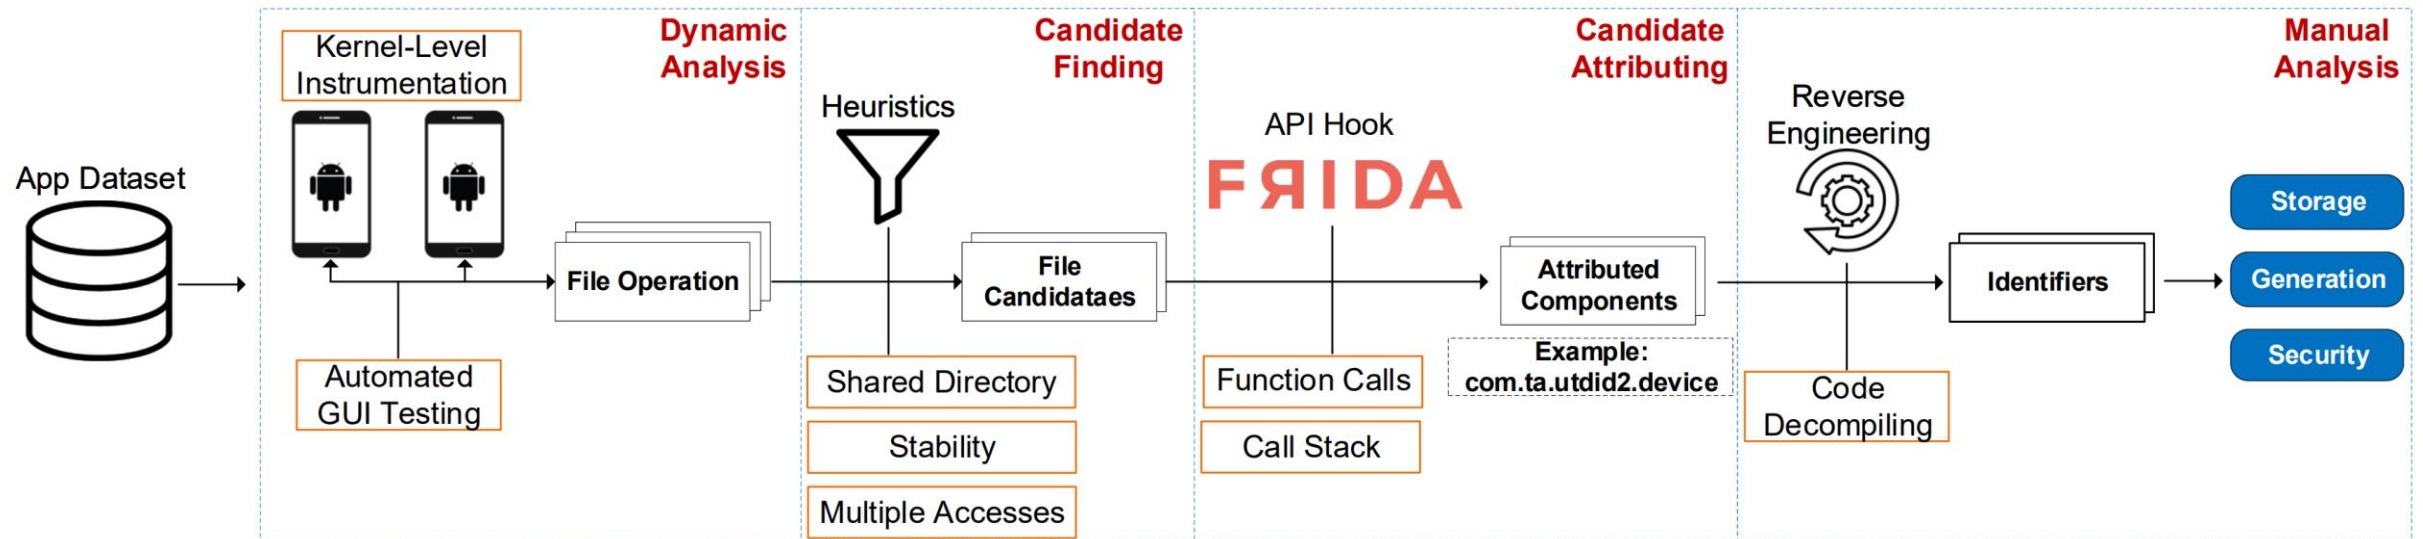 App Dataset
Dynamic
Analysis
Kernel-Level
Instrumentation
File Operation
Automated
GUI Testing
Candidate
Finding
Heuristics
File
Candidataes
Shared Directory
Stability
Multiple Accesses
Candidate
Attributing
API Hook
FRIDA
Attributed
Components
Example:
com.ta.utdid2.device
Function Calls
Call Stack
Manual
Analysis
Reverse
Engineering
Identifiers
Code
Decompiling
Storage
Generation
Security